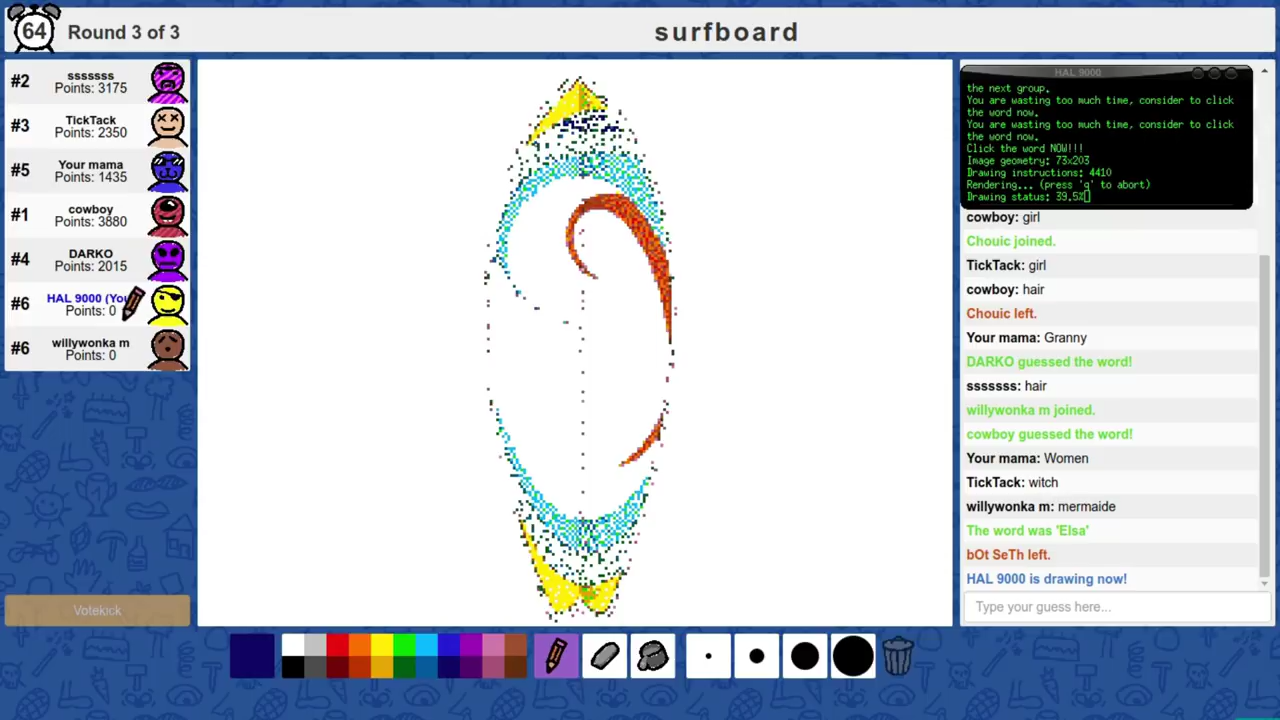 64
Round 3 of 3
surfboard
#2
sssssss
Points: 3175
#3
TickTack
Points: 2350
#5
Your mama
Points: 1435
#1
cowboy
Points: 3880
#4
DARKO
Points: 2015
#6
HAL 9000 (You
Points: 0
#6
willywonka m
Points: 0
Votekick
HAL 9000
the next group.
You are wasting too much time, consider to click
the word now.
You are wasting too much time, consider to click
the word now.
Click the word NOW!!!
Image geometry: 73x203
Drawing instructions: 4410
Rendering... (press 'q' to abort)
Drawing status: 39.5%
cowboy: girl
Chouic joined.
TickTack: girl
cowboy: hair
Chouic left.
Your mama: Granny
DARKO guessed the word!
sssssss: hair
willywonka m joined.
cowboy guessed the word!
Your mama: Women
TickTack: witch
willywonka m: mermaide
The word was 'Elsa'
bOt SeTh left.
HAL 9000 is drawing now!
Type your guess here...